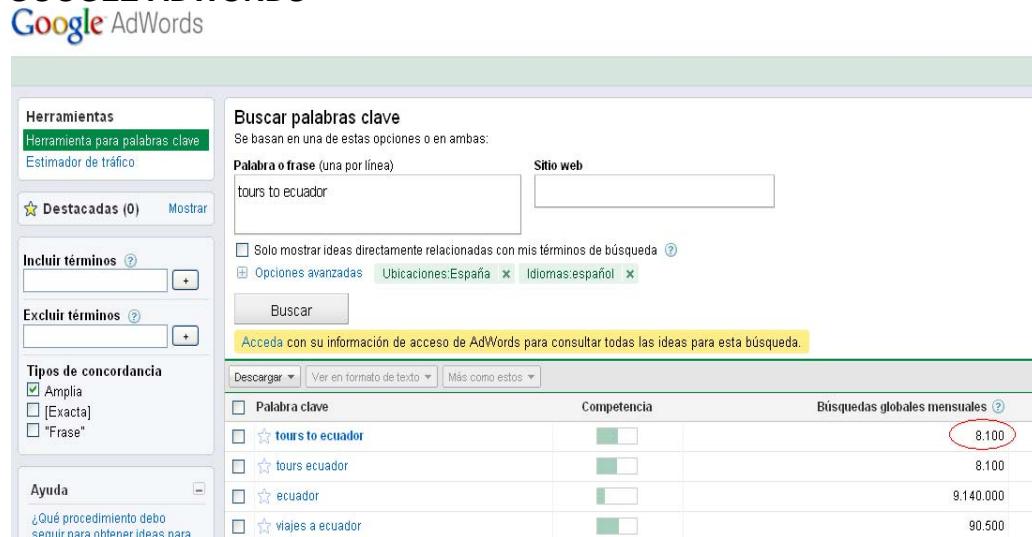 GOOGLE ADWORDS
Google AdWords
Herramientas
Herramienta para palabras clave
Estimador de tráfico
Destacadas (0) Mostrar
Incluir términos ?
+
Excluir términos ?
+
Tipos de concordancia
Amplia
[Exacta]
"Frase"
Ayuda
¿Qué procedimiento debo
seguir para obtener ideas para
Buscar palabras clave
Se basan en una de estas opciones o en ambas:
Palabra o frase (una por línea) Sitio web
tours to ecuador
Solo mostrar ideas directamente relacionadas con mis términos de búsqueda ?
Opciones avanzadas Ubicaciones:España × Idiomas:español ×
Buscar
Acceda con su información de acceso de AdWords para consultar todas las ideas para esta búsqueda.
Descargar Ver en formato de texto Más como estos
Palabra clave Competencia Búsquedas globales mensuales ?
tours to ecuador 8.100
tours ecuador 8.100
ecuador 9.140.000
viajes a ecuador 90.500